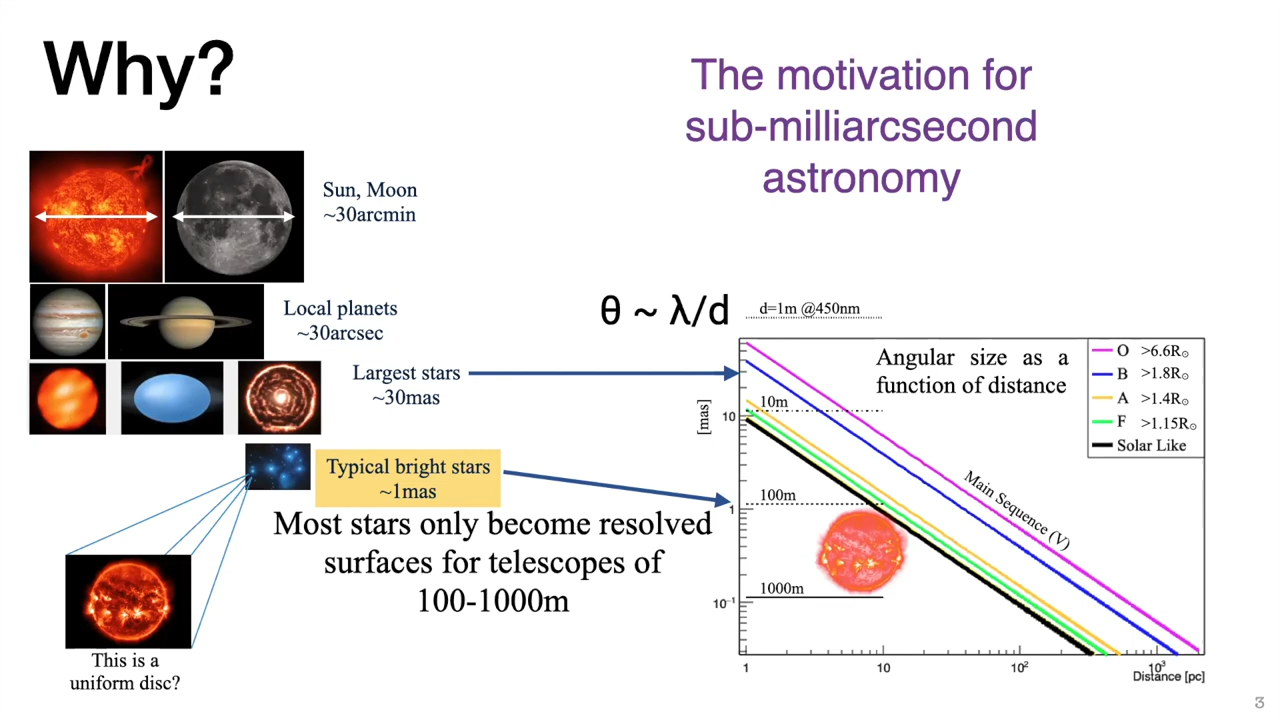 Why?
The motivation for
sub-milliarcsecond
astronomy
Sun, Moon
~30arcmin
Local planets
~30arcsec
Largest stars
~30mas
Typical bright stars
~1mas
Most stars only become resolved
surfaces for telescopes of
100-1000m
This is a
uniform disc?
θ ~ λ/d
d=1m @450nm
Angular size as a
function of distance
O >6.6R☉
B >1.8R☉
A >1.4R☉
F >1.15R☉
Solar Like
[mas]
10
1
10⁻¹
10m
100m
1000m
Main Sequence (V)
1
10
10²
10³
Distance [pc]
3